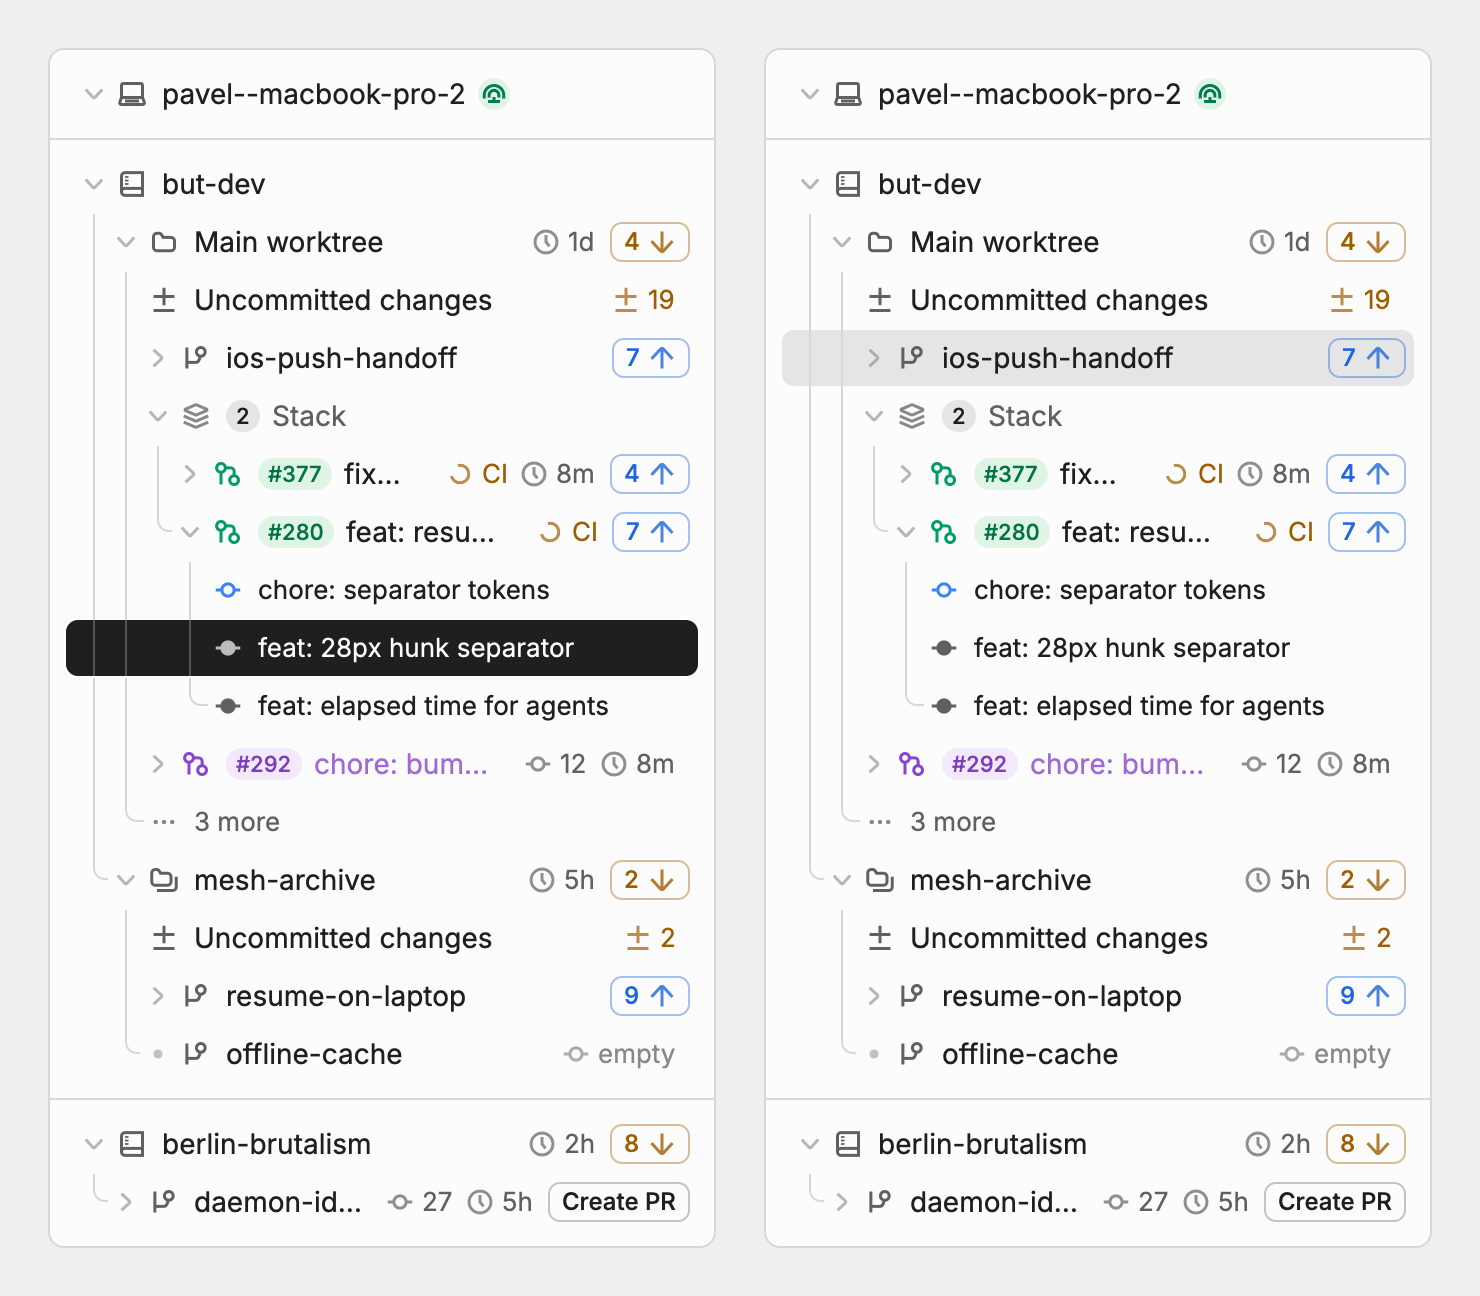 pavel--macbook-pro-2
but-dev
Main worktree 1d 4 ↓
Uncommitted changes ± 19
ios-push-handoff 7 ↑
2 Stack
#377 fix... CI 8m 4 ↑
#280 feat: resu... CI 7 ↑
chore: separator tokens
feat: 28px hunk separator
feat: elapsed time for agents
#292 chore: bum... 12 8m
3 more
mesh-archive 5h 2 ↓
Uncommitted changes ± 2
resume-on-laptop 9 ↑
offline-cache empty
berlin-brutalism 2h 8 ↓
daemon-id... 27 5h Create PR
pavel--macbook-pro-2
but-dev
Main worktree 1d 4 ↓
Uncommitted changes ± 19
ios-push-handoff 7 ↑
2 Stack
#377 fix... CI 8m 4 ↑
#280 feat: resu... CI 7 ↑
chore: separator tokens
feat: 28px hunk separator
feat: elapsed time for agents
#292 chore: bum... 12 8m
3 more
mesh-archive 5h 2 ↓
Uncommitted changes ± 2
resume-on-laptop 9 ↑
offline-cache empty
berlin-brutalism 2h 8 ↓
daemon-id... 27 5h Create PR